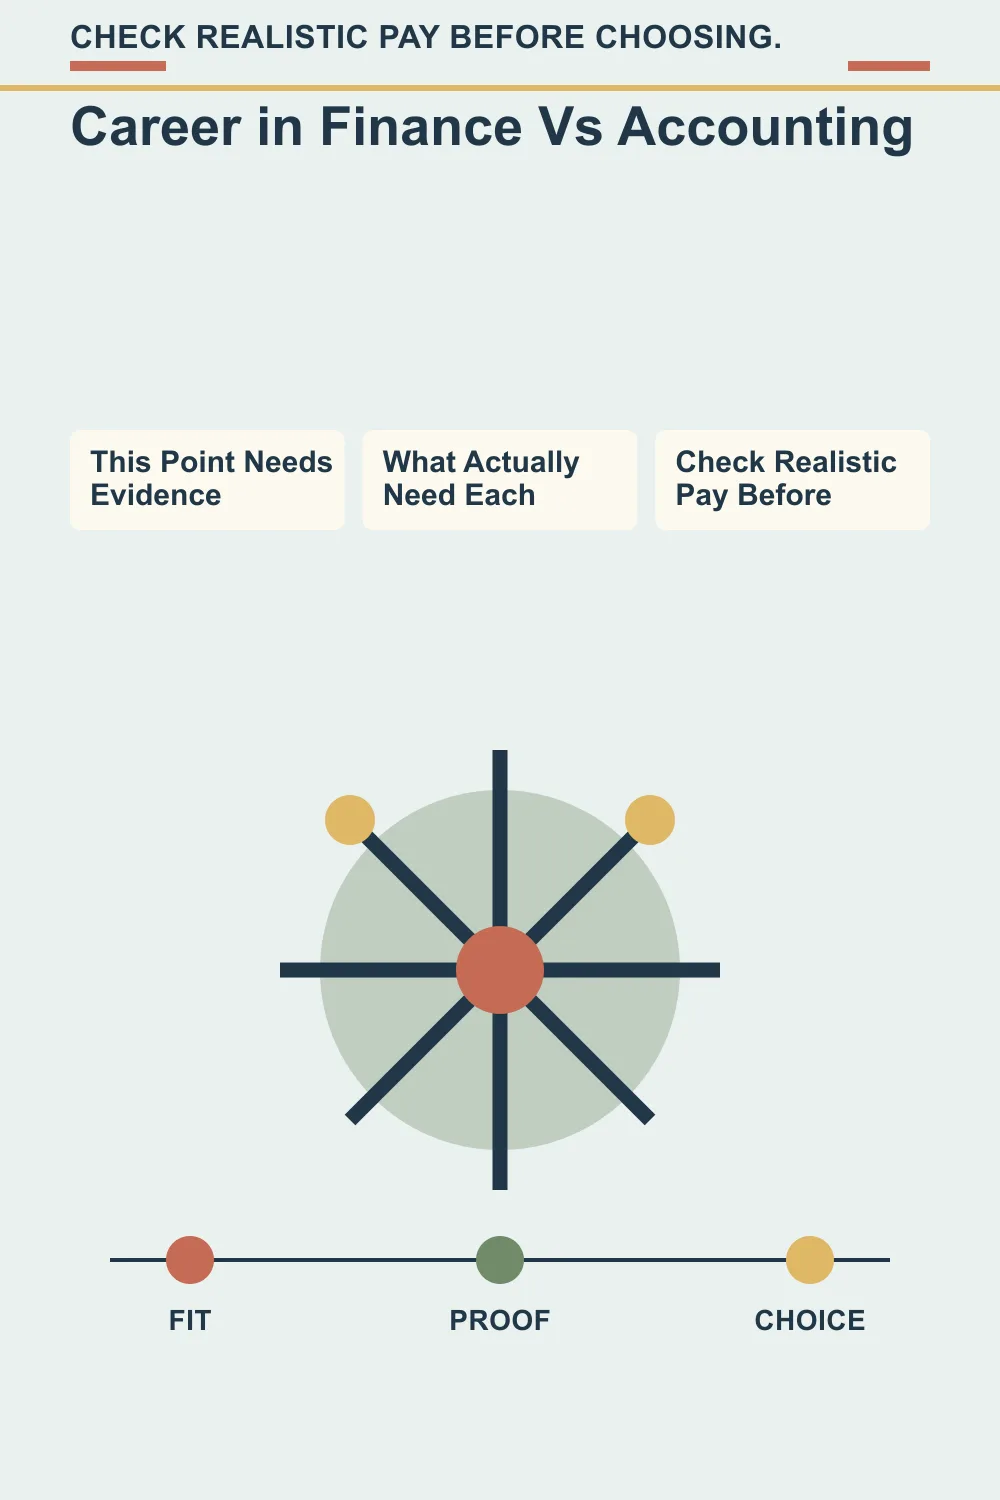 CHECK REALISTIC PAY BEFORE CHOOSING.
Career in Finance Vs Accounting
This Point Needs
Evidence
What Actually
Need Each
Check Realistic
Pay Before
FIT
PROOF
CHOICE